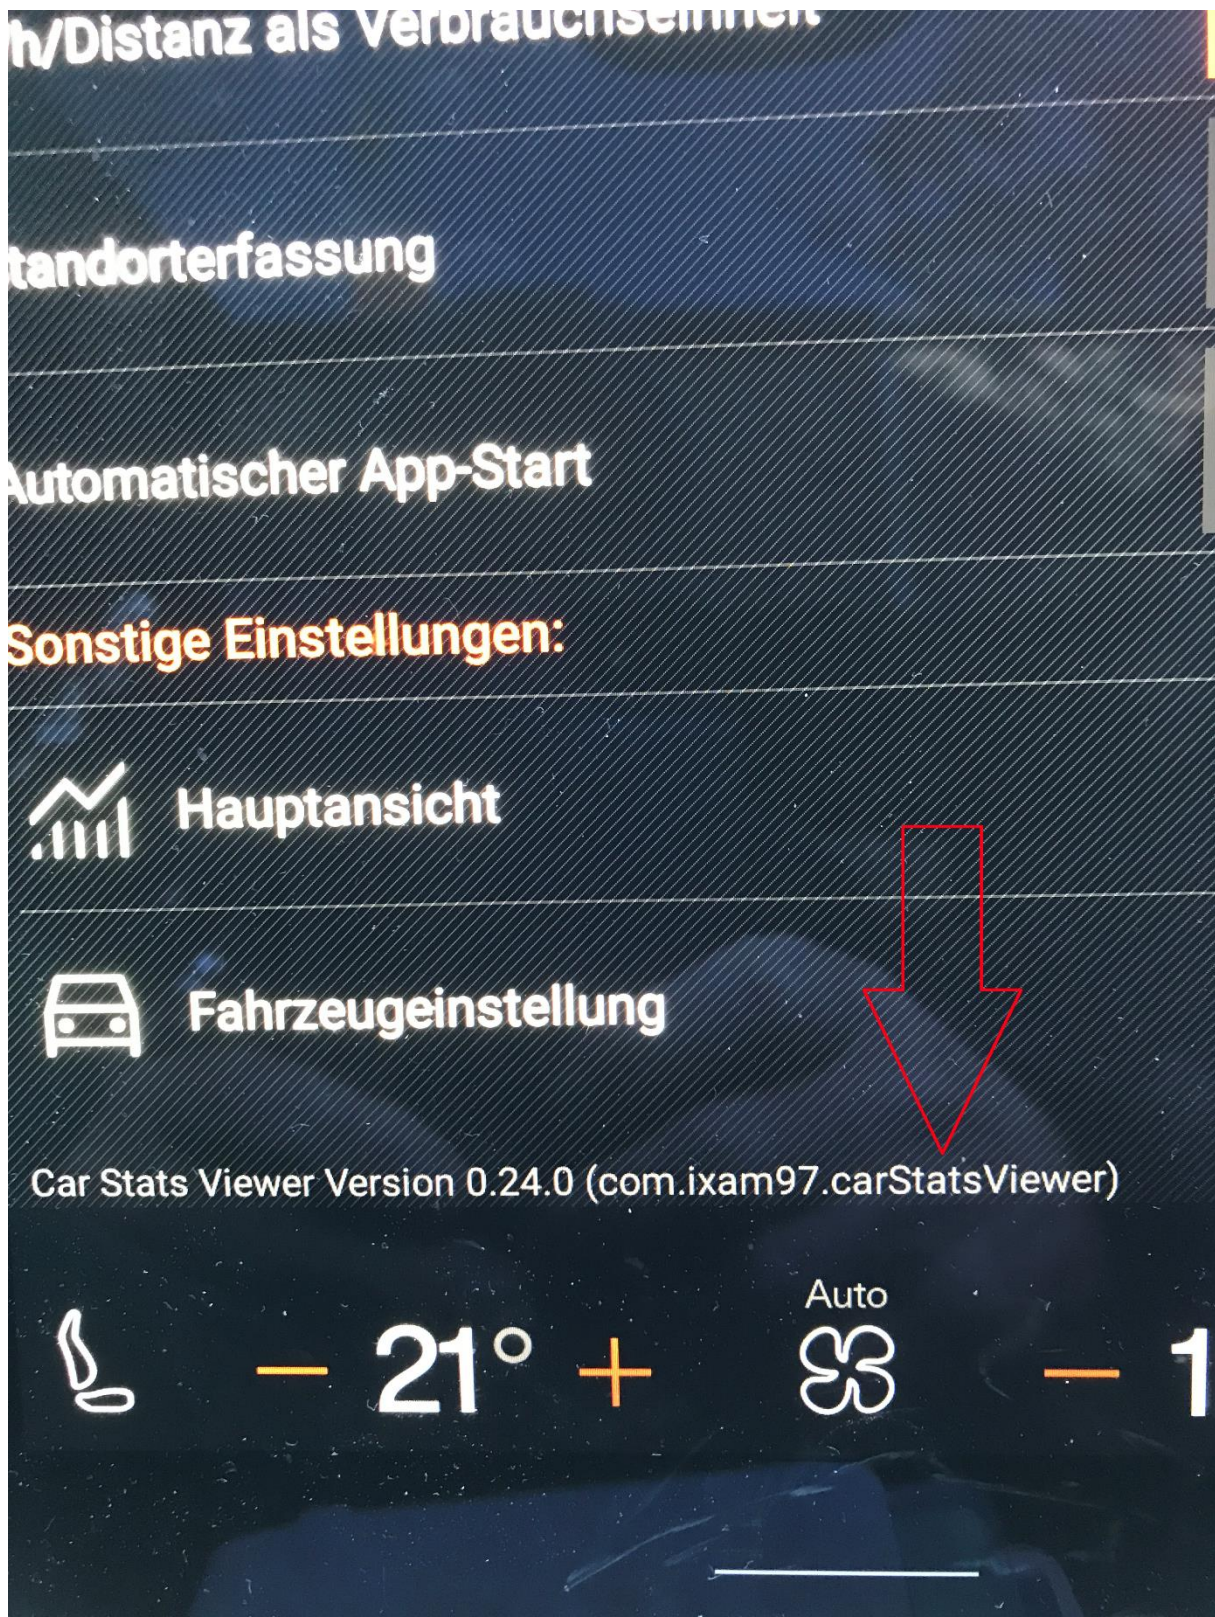 h/Distanz als Verbrauchseinheit
tandorterfassung
Automatischer App-Start
Sonstige Einstellungen:
Hauptansicht
Fahrzeugeinstellung
Car Stats Viewer Version 0.24.0 (com.ixam97.carStatsViewer)
Auto
− 21° + − 1